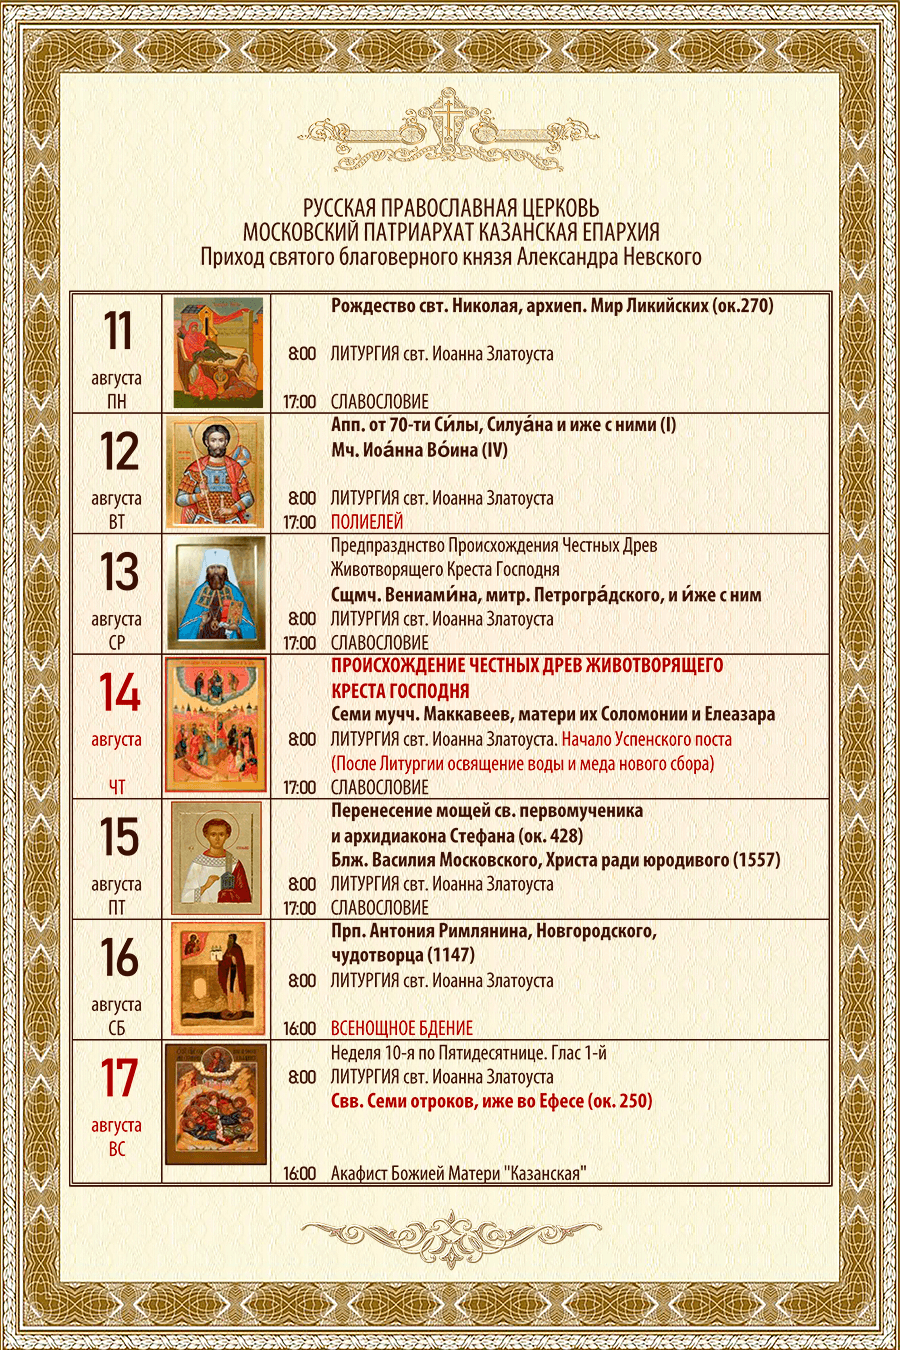 РУССКАЯ ПРАВОСЛАВНАЯ ЦЕРКОВЬ
МОСКОВСКИЙ ПАТРИАРХАТ КАЗАНСКАЯ ЕПАРХИЯ
Приход святого благоверного князя Александра Невского
11
августа
ПН
Рождество свт. Николая, архиеп. Мир Ликийских (ок.270)
8:00 ЛИТУРГИЯ свт. Иоанна Златоуста
17:00 СЛАВОСЛОВИЕ
12
августа
ВТ
Апп. от 70-ти Си́лы, Силуа́на и иже с ними (I)
Мч. Иоа́нна Во́ина (IV)
8:00 ЛИТУРГИЯ свт. Иоанна Златоуста
17:00 ПОЛИЕЛЕЙ
13
августа
СР
Предпразднство Происхождения Честных Древ
Животворящего Креста Господня
Сщмч. Вениами́на, митр. Петрогра́дского, и и́же с ним
8:00 ЛИТУРГИЯ свт. Иоанна Златоуста
17:00 СЛАВОСЛОВИЕ
14
августа
ЧТ
ПРОИСХОЖДЕНИЕ ЧЕСТНЫХ ДРЕВ ЖИВОТВОРЯЩЕГО
КРЕСТА ГОСПОДНЯ
Семи мучч. Маккавеев, матери их Соломонии и Елеазара
8:00 ЛИТУРГИЯ свт. Иоанна Златоуста. Начало Успенского поста
(После Литургии освящение воды и меда нового сбора)
17:00 СЛАВОСЛОВИЕ
15
августа
ПТ
Перенесение мощей св. первомученика
и архидиакона Стефана (ок. 428)
Блж. Василия Московского, Христа ради юродивого (1557)
8:00 ЛИТУРГИЯ свт. Иоанна Златоуста
17:00 СЛАВОСЛОВИЕ
16
августа
СБ
Прп. Антония Римлянина, Новгородского,
чудотворца (1147)
8:00 ЛИТУРГИЯ свт. Иоанна Златоуста
16:00 ВСЕНОЩНОЕ БДЕНИЕ
17
августа
ВС
Неделя 10-я по Пятидесятнице. Глас 1-й
8:00 ЛИТУРГИЯ свт. Иоанна Златоуста
Свв. Семи отроков, иже во Ефесе (ок. 250)
16:00 Акафист Божией Матери "Казанская"